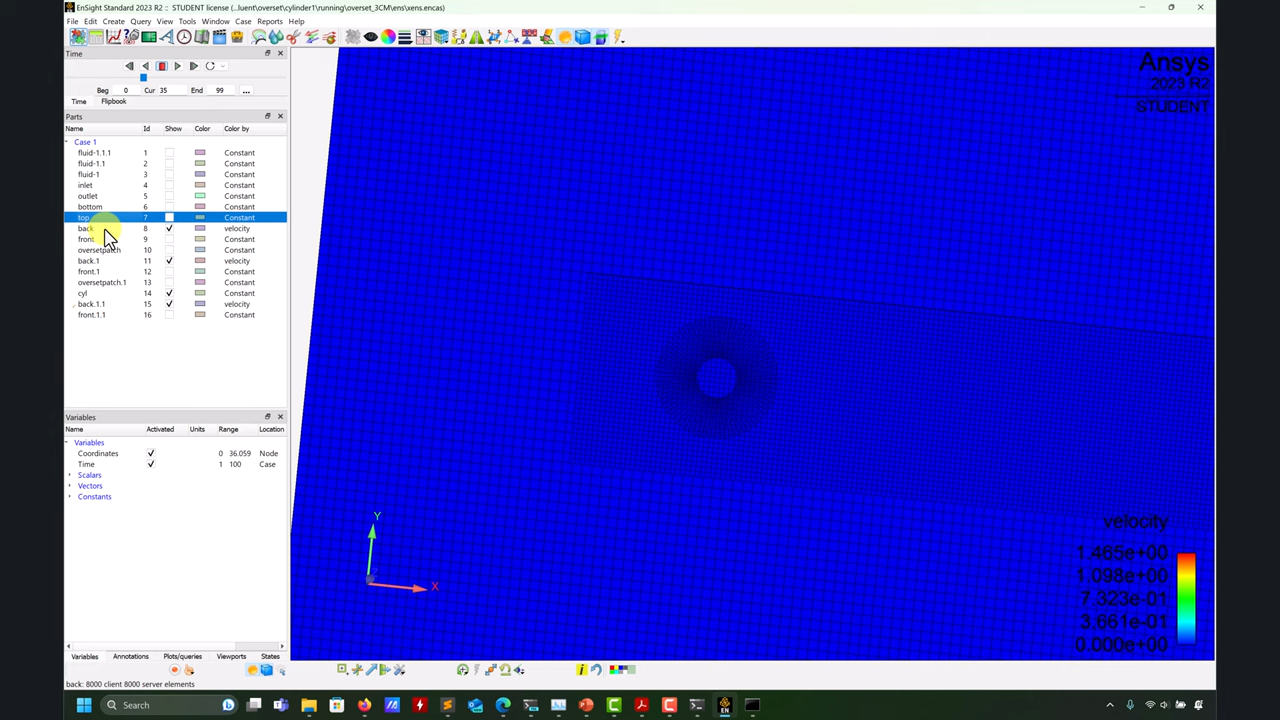 EnSight Standard 2023 R2 :: STUDENT license (...luent\overset\cylinder1\running\overset_3CM\ens\xens.encas)
File Edit Create Query View Tools Window Case Reports Help
Time
Beg 0 Cur 35 End 99 ...
Time Flipbook
Parts
Name Id Show Color Color by
Case 1
fluid-1.1.1 1 Constant
fluid-1.1 2 Constant
fluid-1 3 Constant
inlet 4 Constant
outlet 5 Constant
bottom 6 Constant
top 7 Constant
back 8 velocity
front 9 Constant
oversetpatch 10 Constant
back.1 11 velocity
front.1 12 Constant
oversetpatch.1 13 Constant
cyl 14 Constant
back.1.1 15 velocity
front.1.1 16 Constant
Variables
Name Activated Units Range Location
Variables
Coordinates 0 36.059 Node
Time 1 100 Case
Scalars
Vectors
Constants
Variables Annotations Plots/queries Viewports States
back: 8000 client 8000 server elements
Ansys
2023 R2
STUDENT
Y
X
velocity
1.465e+00
1.098e+00
7.323e-01
3.661e-01
0.000e+00
Search
EN